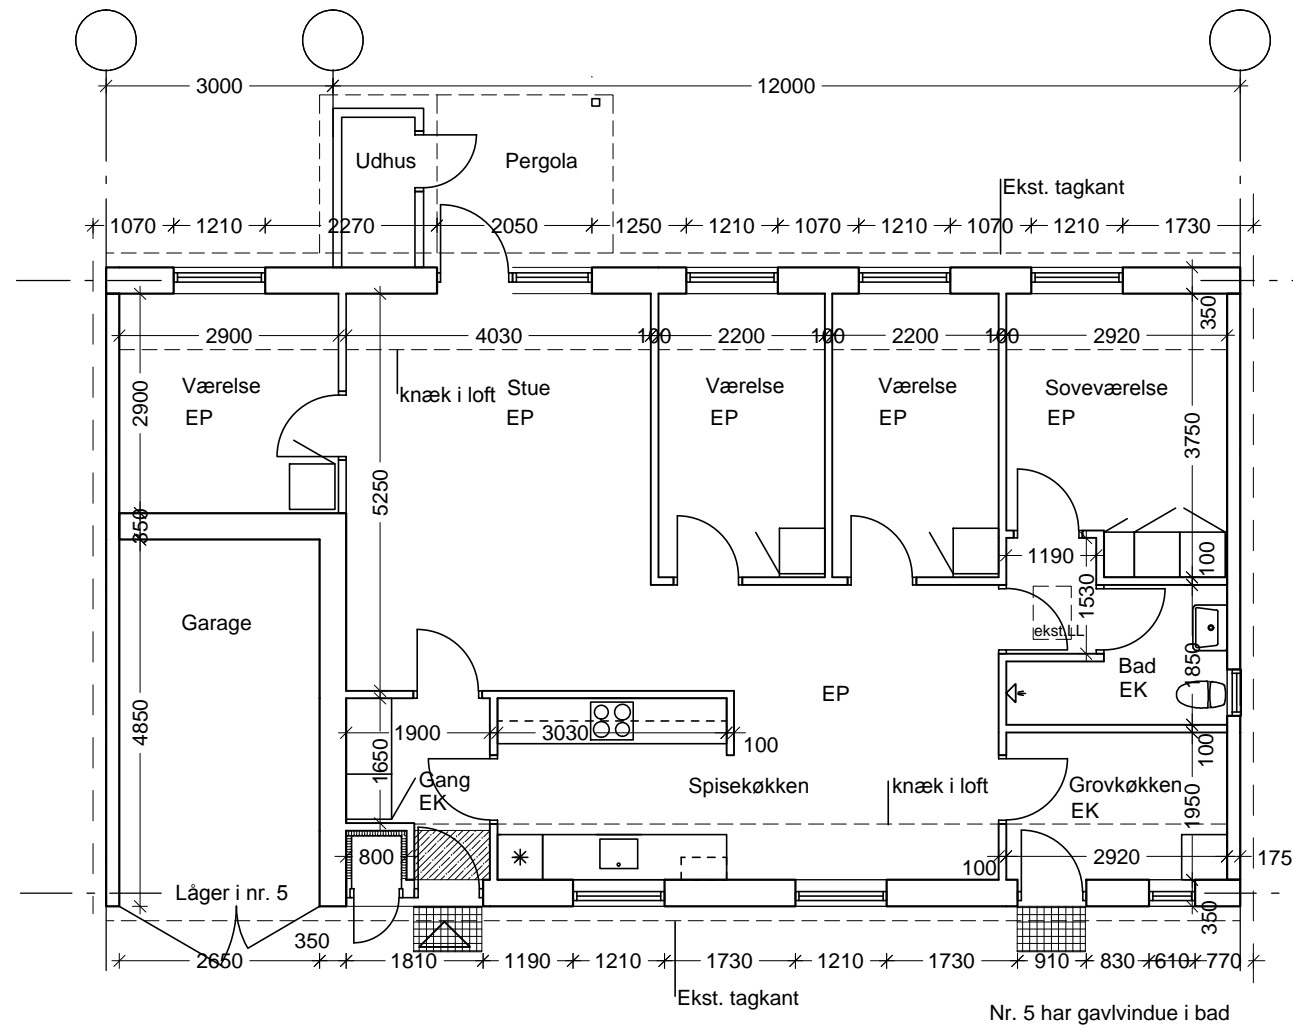 3000
12000
Udhus
Pergola
Ekst. tagkant
1070
1210
2270
2050
1250
1210
1070
1210
1070
1210
1730
350
2900
4030
100
2200
100
2200
100
2920
Værelse
EP
knæk i loft
Stue
EP
Værelse
EP
Værelse
EP
Soveværelse
EP
2900
5250
3750
350
1190
100
1530
Garage
ekst.LL
1850
Bad
EK
EP
4850
1900
3030
100
1650
100
Gang
EK
Spisekøkken
knæk i loft
Grovkøkken
EK
1950
800
100
2920
175
Låger i nr. 5
350
350
2650
1810
1190
1210
1730
1210
1730
910
830
610
770
Ekst. tagkant
Nr. 5 har gavlvindue i bad